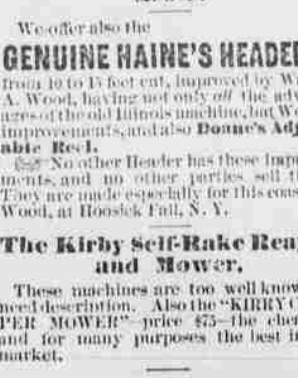 We offer also the
GENUINE HAINE'S HEADER
from 10 to 15 feet cut, improved by W
A. Wood, having not only all the adv
ages of the old Illinois machine, but W
improvements, and also Doane's Adj
able Reel.
No other Header has these Impr
ments, and no other parties sell t
They are made especially for this coas
Wood, at Hoosick Fall, N. Y.
The Kirby Self-Rake Rea
and Mower.
These machines are too well know
need description. Also the "KIRBY C
PER MOWER"—price $75—the che
and for many purposes the best i
market.